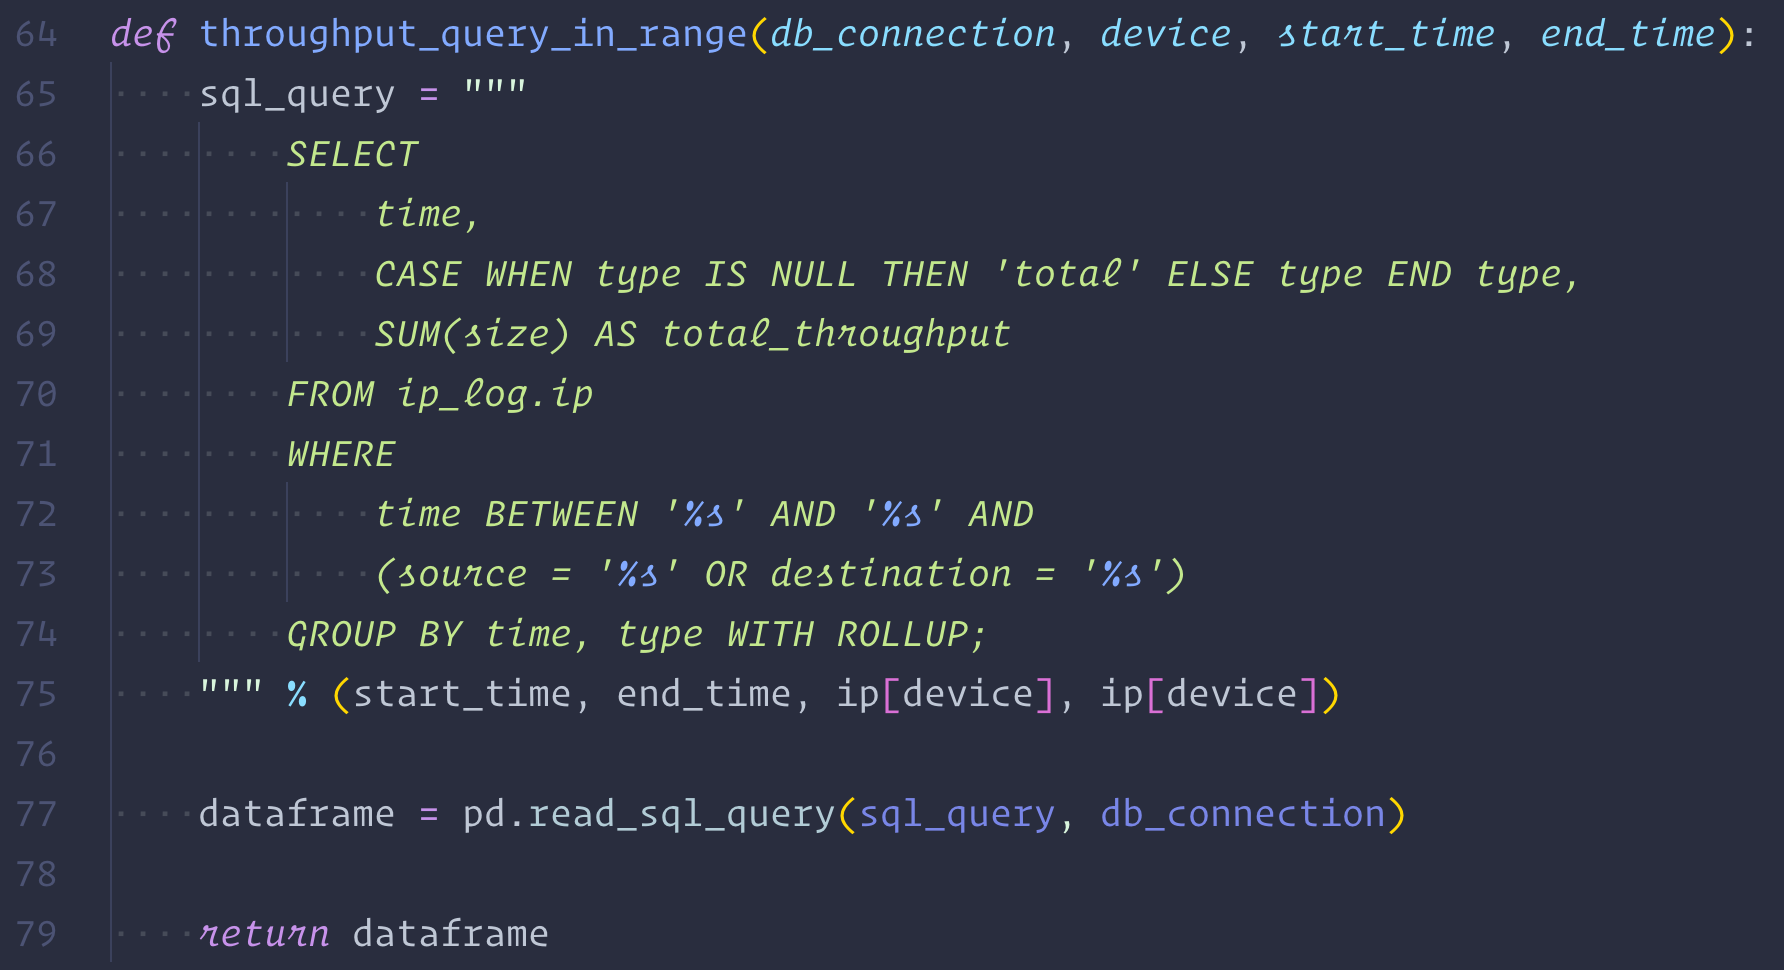 64 def throughput_query_in_range(db_connection, device, start_time, end_time):
65 sql_query = """
66 SELECT
67 time,
68 CASE WHEN type IS NULL THEN 'total' ELSE type END type,
69 SUM(size) AS total_throughput
70 FROM ip_log.ip
71 WHERE
72 time BETWEEN '%s' AND '%s' AND
73 (source = '%s' OR destination = '%s')
74 GROUP BY time, type WITH ROLLUP;
75 """ % (start_time, end_time, ip[device], ip[device])
76
77 dataframe = pd.read_sql_query(sql_query, db_connection)
78
79 return dataframe